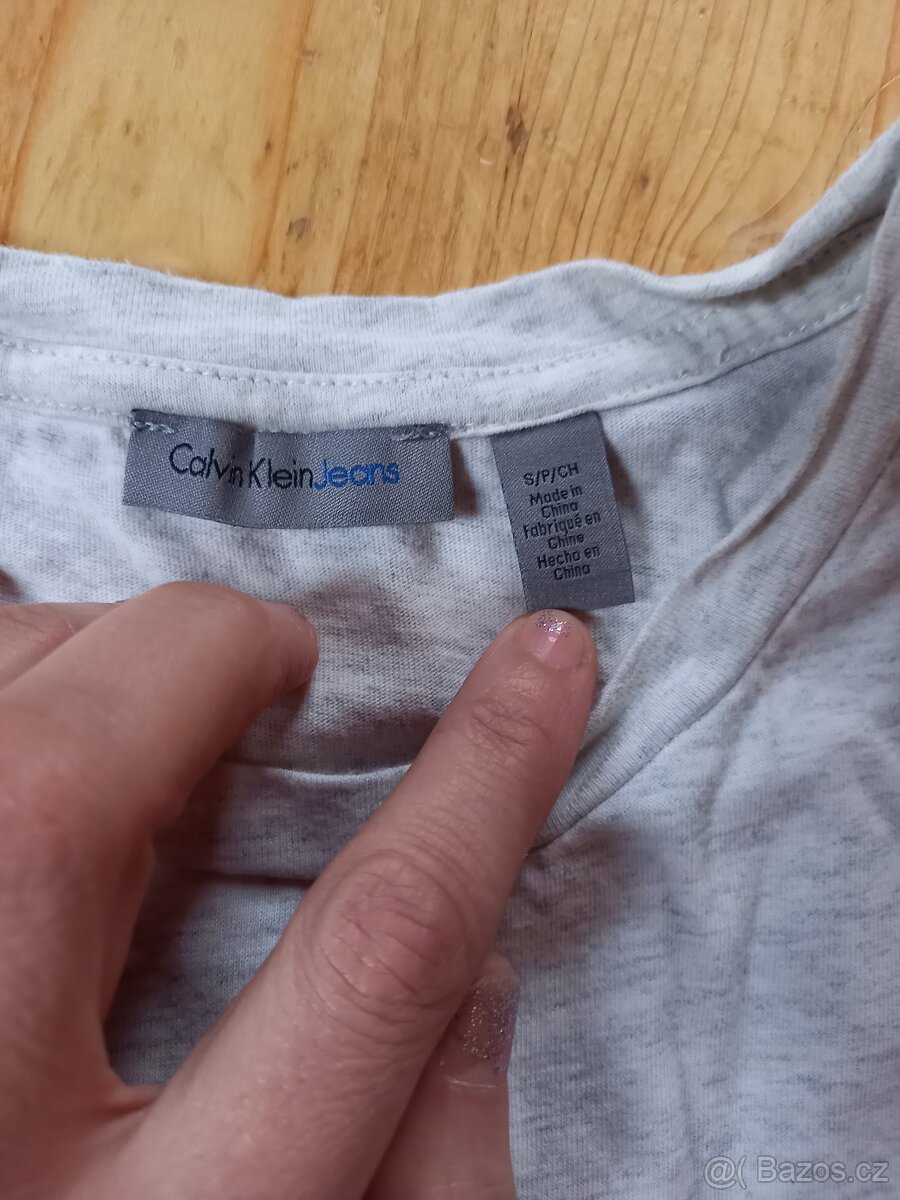 Calvin Klein Jeans
S/P/CH
Made in
China
Fabriqué en
Chine
Hecho en
China
@( Bazos.cz